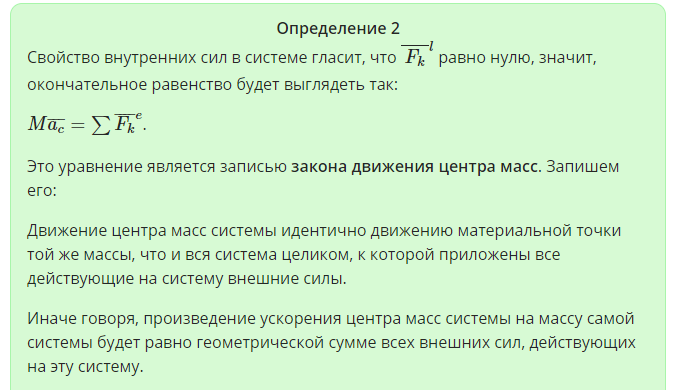 Определение 2
Свойство внутренних сил в системе гласит, что $\overline{F_k}^l$ равно нулю, значит,
окончательное равенство будет выглядеть так:
$M\overline{a_c} = \sum \overline{F_k}^e$.
Это уравнение является записью закона движения центра масс. Запишем
его:
Движение центра масс системы идентично движению материальной точки
той же массы, что и вся система целиком, к которой приложены все
действующие на систему внешние силы.
Иначе говоря, произведение ускорения центра масс системы на массу самой
системы будет равно геометрической сумме всех внешних сил, действующих
на эту систему.